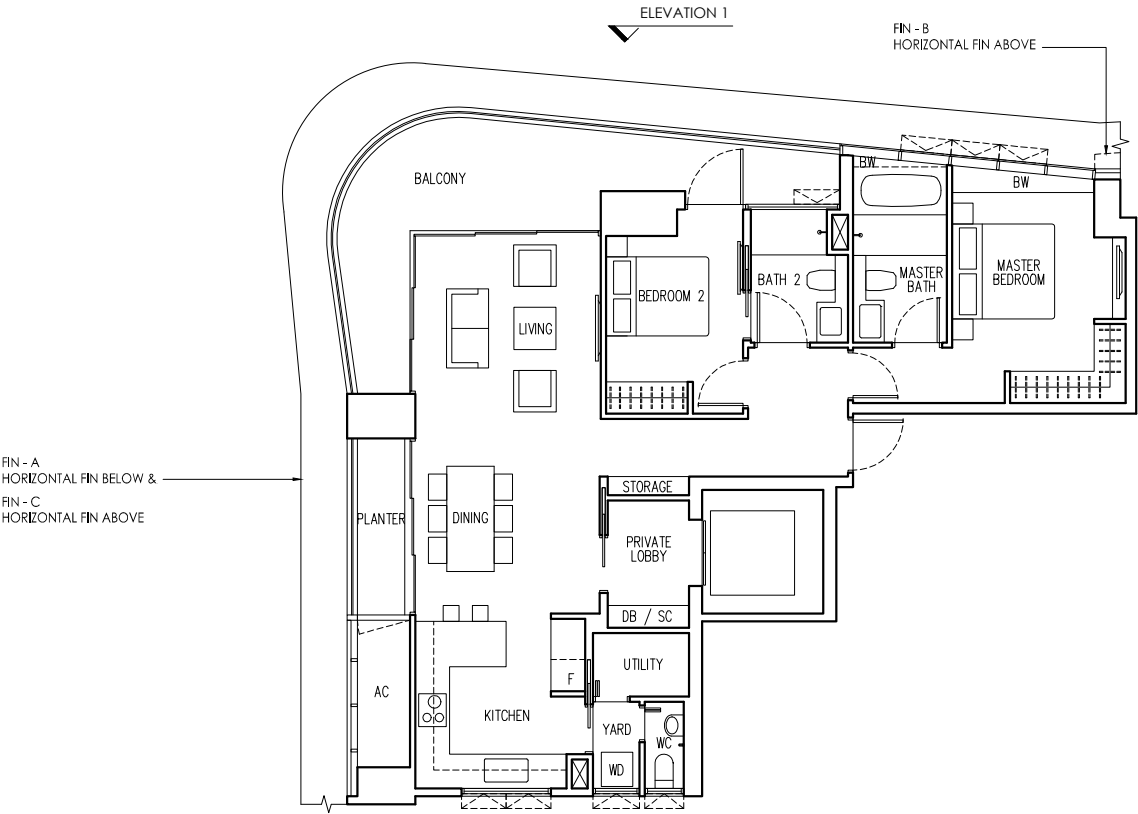 ELEVATION 1
FIN - B
HORIZONTAL FIN ABOVE
BW
BW
BALCONY
BATH 2
MASTER
BATH
MASTER
BEDROOM
BEDROOM 2
LIVING
FIN - A
HORIZONTAL FIN BELOW &
FIN - C
HORIZONTAL FIN ABOVE
STORAGE
PLANTER
DINING
PRIVATE
LOBBY
DB / SC
UTILITY
F
AC
KITCHEN
YARD
WC
WD